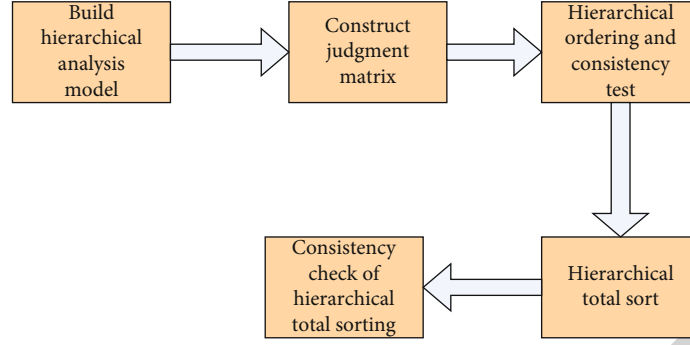 Build
hierarchical
analysis
model
Construct
judgment
matrix
Hierarchical
ordering and
consistency
test
Hierarchical
total sort
Consistency
check of
hierarchical
total sorting